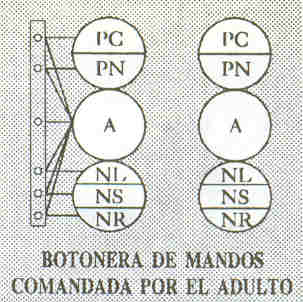 PC PC
PN PN
A A
NL NL
NS NS
NR NR
BOTONERA DE MANDOS
COMANDADA POR EL ADULTO